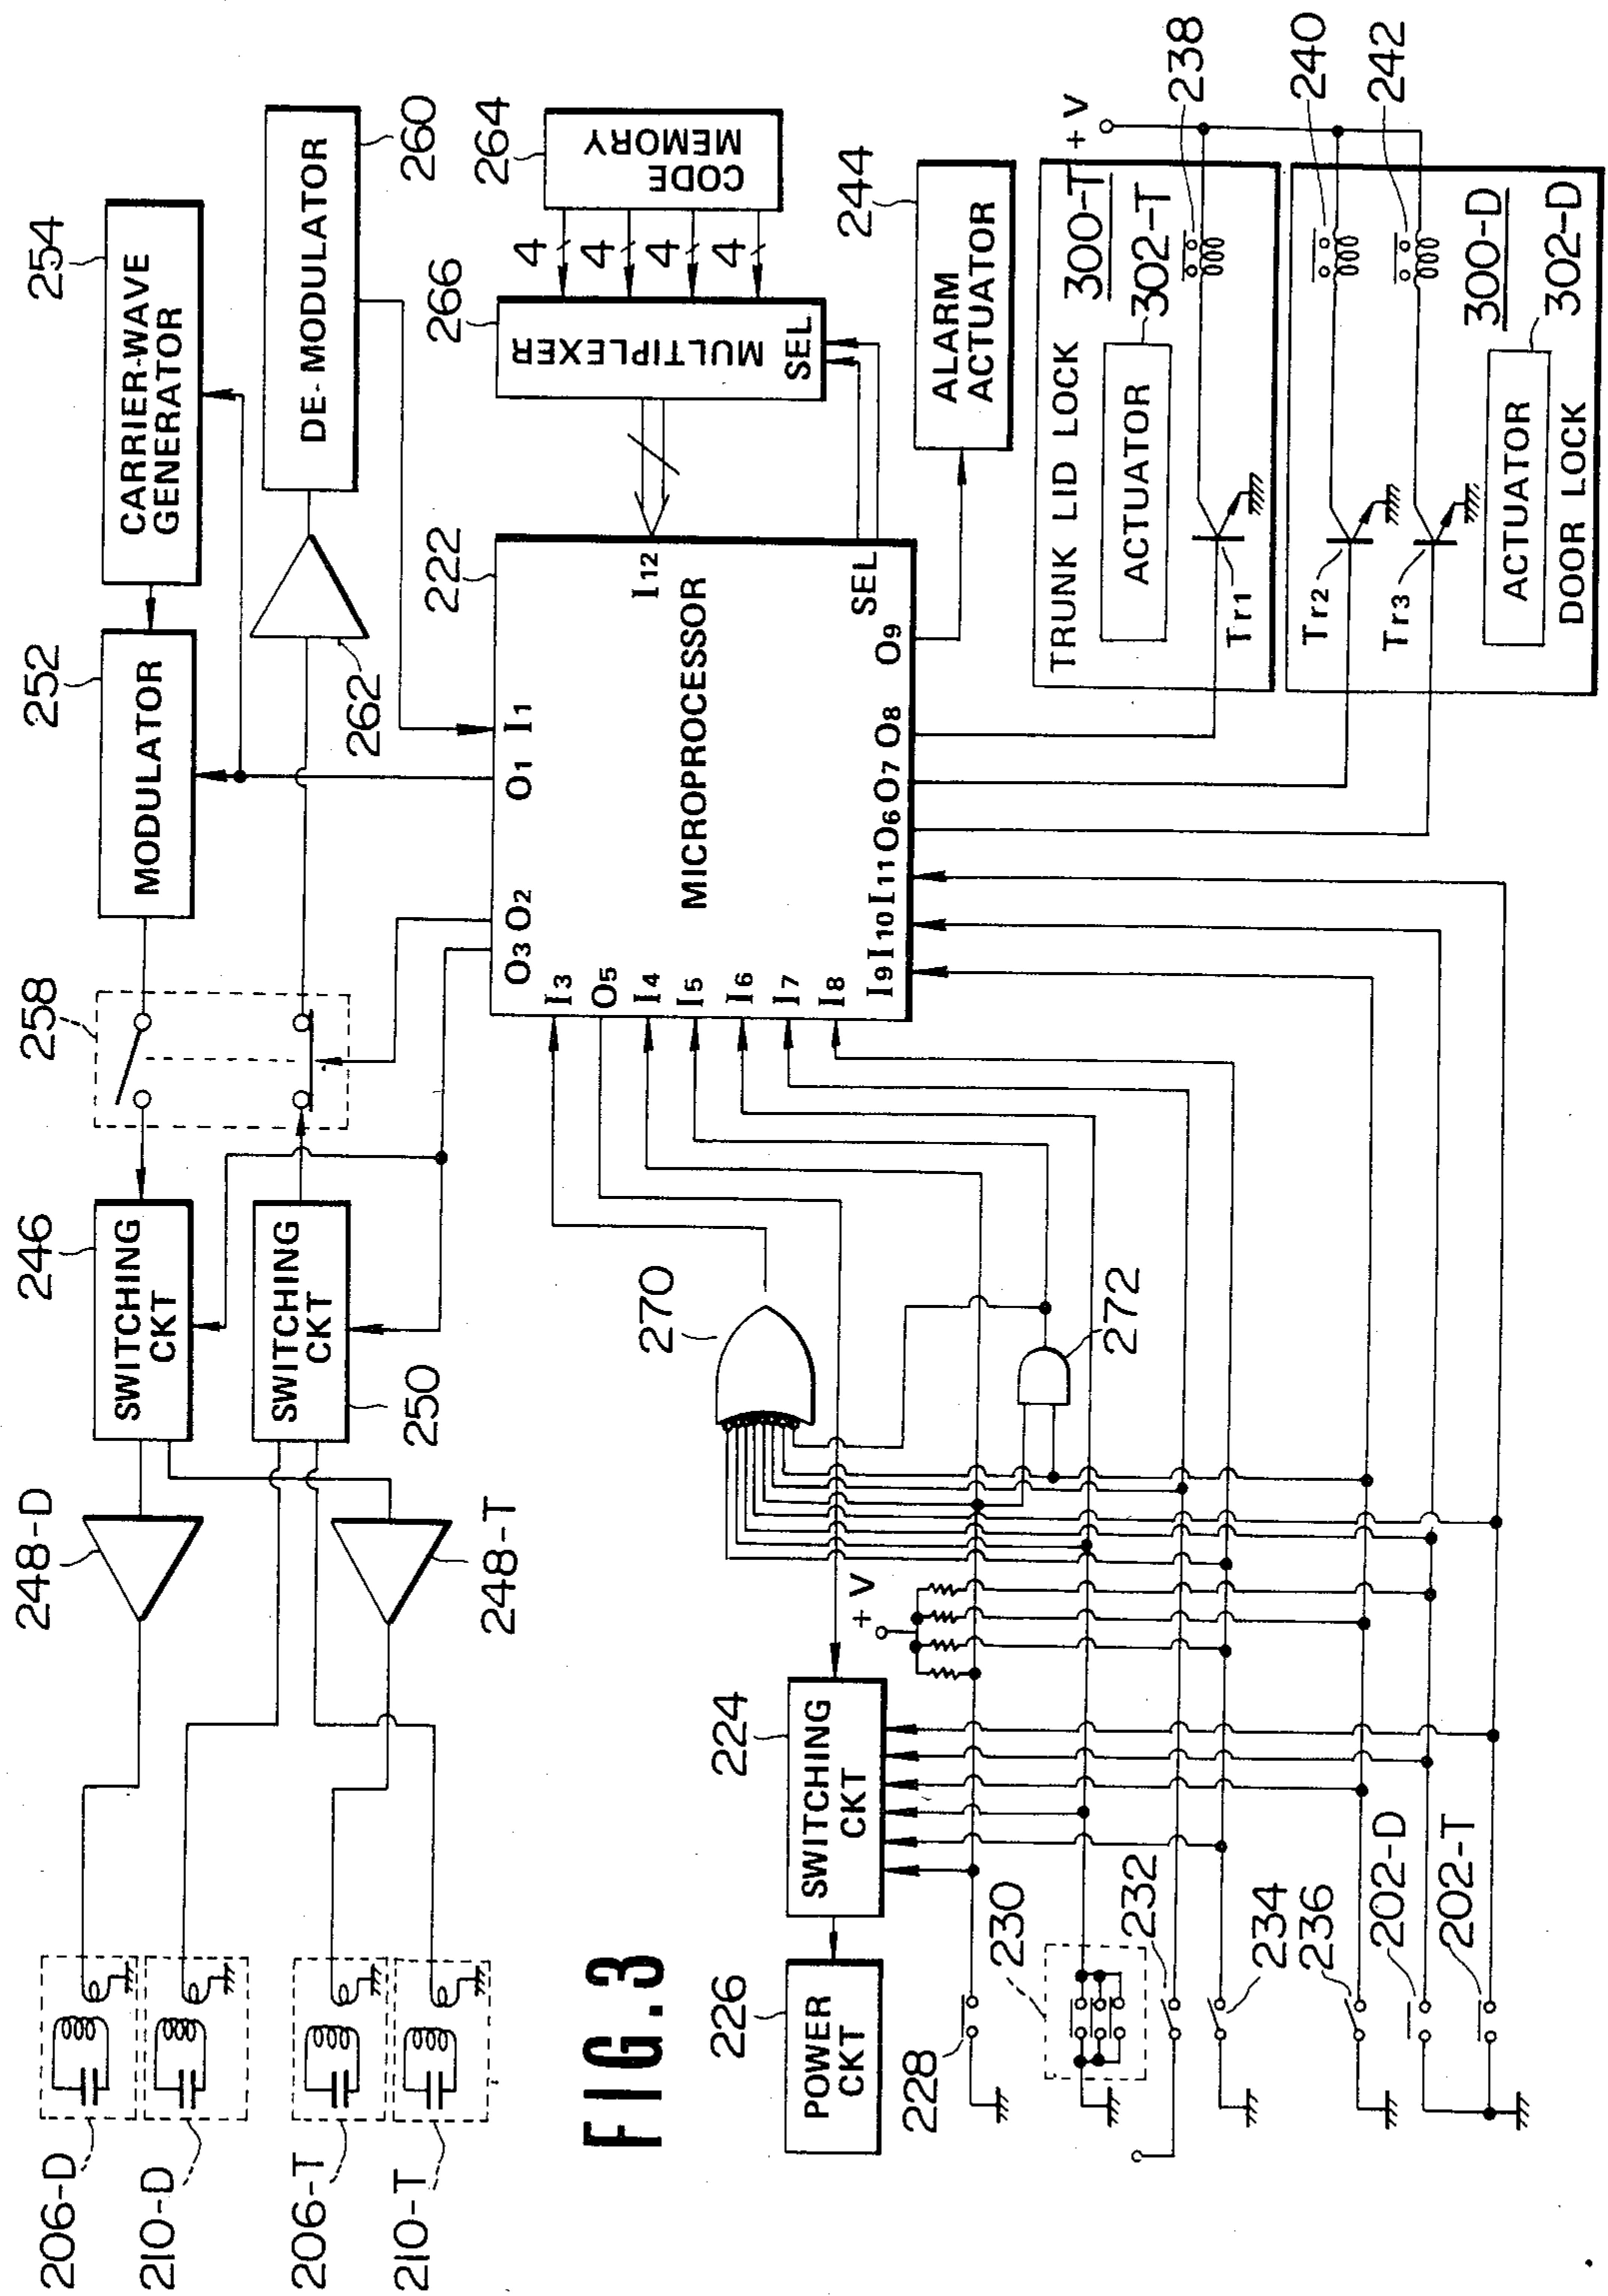 254
CARRIER-WAVE
GENERATOR
252
MODULATOR
258
246
SWITCHING
CKT
248-D
206-D
210-D
260
DE-MODULATOR
262
250
SWITCHING
CKT
248-T
206-T
210-T
264
CODE
MEMORY
4
4
4
4
266
MULTIPLEXER
SEL
222
MICROPROCESSOR
I12
SEL
I1
O1
O2
O3
I3
O5
I4
I5
I6
I7
I8
I9
I10
I11
O6
O7
O8
O9
244
ALARM
ACTUATOR
+V
TRUNK LID LOCK
300-T
302-T
ACTUATOR
238
Tr1
240
242
Tr2
Tr3
300-D
302-D
ACTUATOR
DOOR LOCK
270
272
+V
224
SWITCHING
CKT
226
POWER
CKT
228
230
232
234
236
202-D
202-T
FIG.3